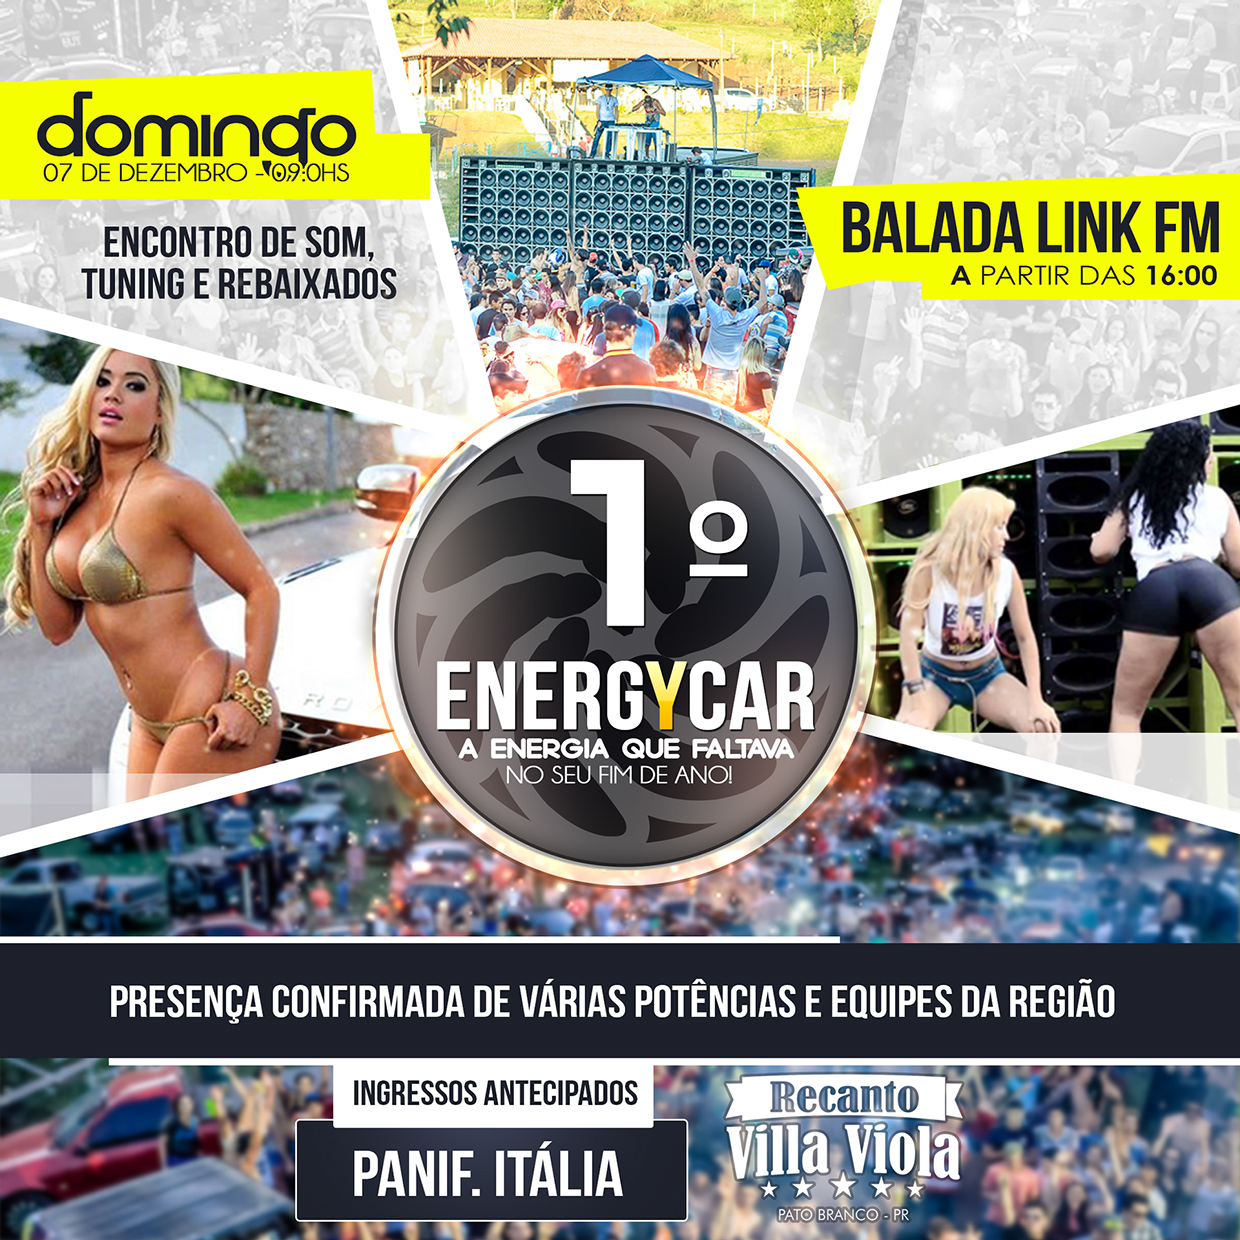 domingo
07 DE DEZEMBRO - 09:0HS
ENCONTRO DE SOM,
TUNING E REBAIXADOS
BALADA LINK FM
A PARTIR DAS 16:00
1º
ENERGYCAR
A ENERGIA QUE FALTAVA
NO SEU FIM DE ANO!
PRESENÇA CONFIRMADA DE VÁRIAS POTÊNCIAS E EQUIPES DA REGIÃO
INGRESSOS ANTECIPADOS
PANIF. ITÁLIA
Recanto
Villa Viola
PATO BRANCO - PR